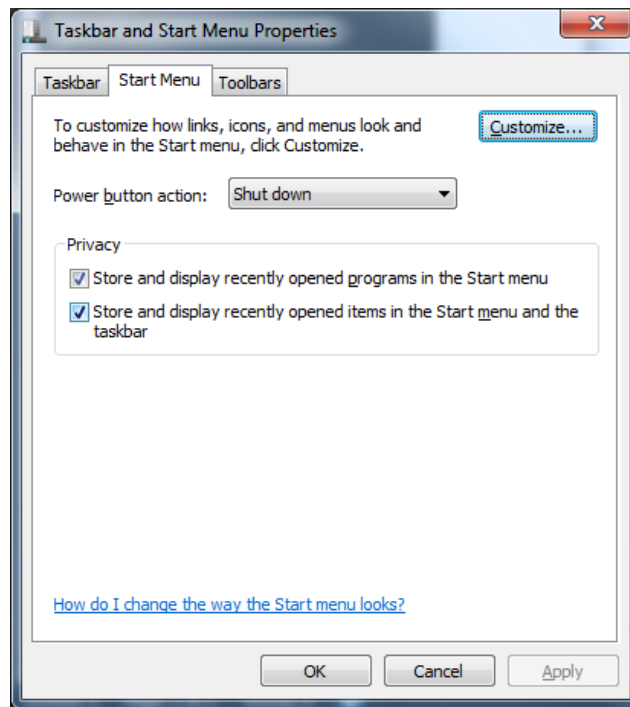 Taskbar and Start Menu Properties
Taskbar
Start Menu
Toolbars
To customize how links, icons, and menus look and
behave in the Start menu, click Customize.
Customize...
Power button action:
Shut down
Privacy
Store and display recently opened programs in the Start menu
Store and display recently opened items in the Start menu and the
taskbar
How do I change the way the Start menu looks?
OK
Cancel
Apply